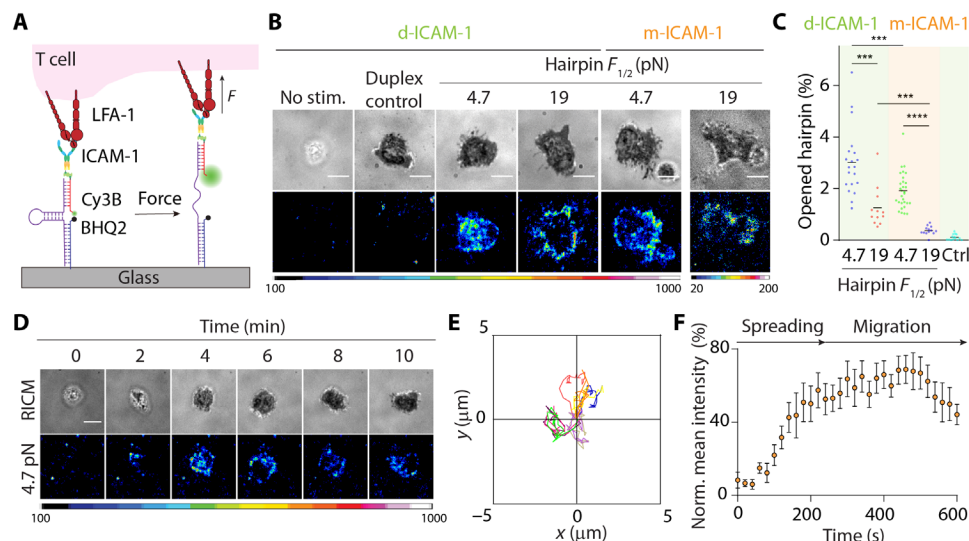 A
T cell
LFA-1
F
ICAM-1
Cy3B
Force
BHQ2
Glass
B
d-ICAM-1
m-ICAM-1
Hairpin F1/2 (pN)
No stim.
Duplex
control
4.7
19
4.7
19
100
1000
20
200
C
d-ICAM-1
m-ICAM-1
Opened hairpin (%)
***
***
***
****
6
4
2
0
4.7
19
4.7
19
Ctrl
Hairpin F1/2 (pN)
D
Time (min)
0
2
4
6
8
10
RICM
4.7 pN
100
1000
E
5
y (μm)
0
−5
−5
0
5
x (μm)
F
Spreading
Migration
Norm. mean intensity (%)
80
40
0
0
200
400
600
Time (s)